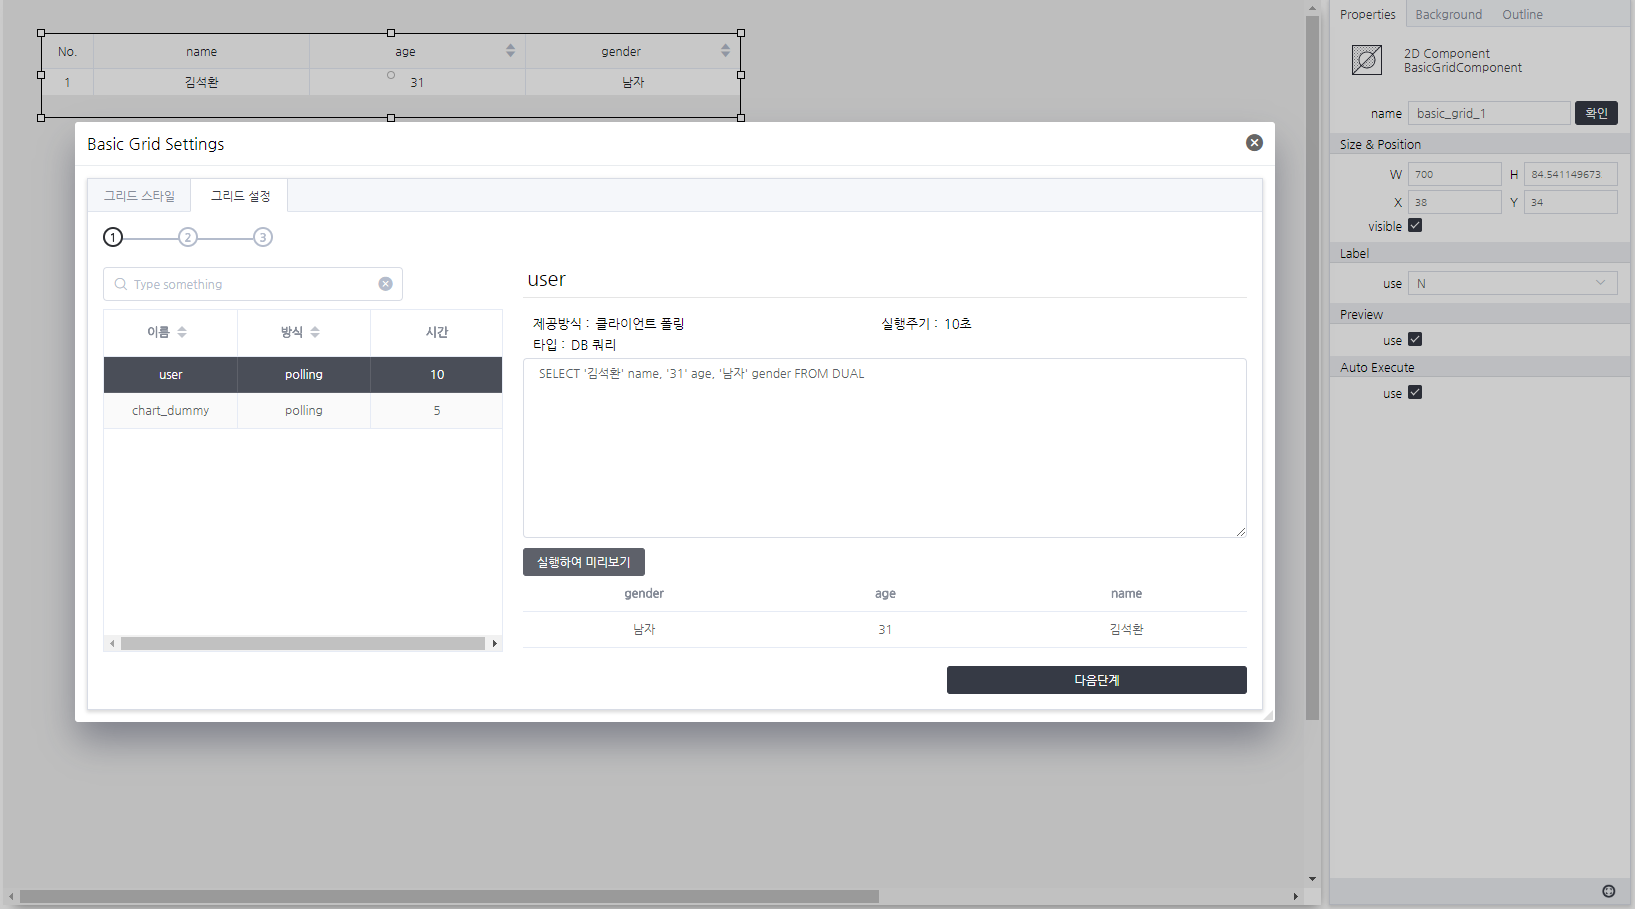 No. name age gender
1 김석환 31 남자
Basic Grid Settings
그리드 스타일 그리드 설정
1 2 3
Type something
이름 방식 시간
user polling 10
chart_dummy polling 5
user
제공방식 : 클라이언트 폴링 실행주기 : 10초
타입 : DB 쿼리
SELECT '김석환' name, '31' age, '남자' gender FROM DUAL
실행하여 미리보기
gender age name
남자 31 김석환
다음단계
Properties Background Outline
2D Component
BasicGridComponent
name basic_grid_1 확인
Size & Position
W 700 H 84.541149673
X 38 Y 34
visible
Label
use N
Preview
use
Auto Execute
use